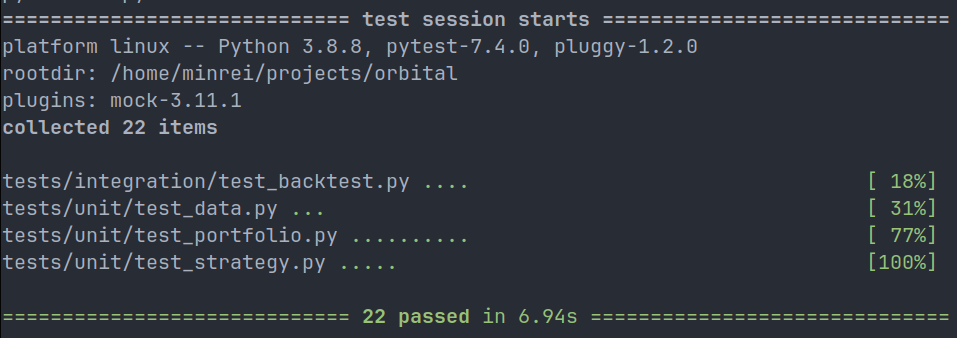 ============================= test session starts =============================
platform linux -- Python 3.8.8, pytest-7.4.0, pluggy-1.2.0
rootdir: /home/minrei/projects/orbital
plugins: mock-3.11.1
collected 22 items
tests/integration/test_backtest.py .... [ 18%]
tests/unit/test_data.py ... [ 31%]
tests/unit/test_portfolio.py .......... [ 77%]
tests/unit/test_strategy.py ..... [100%]
============================= 22 passed in 6.94s ==============================